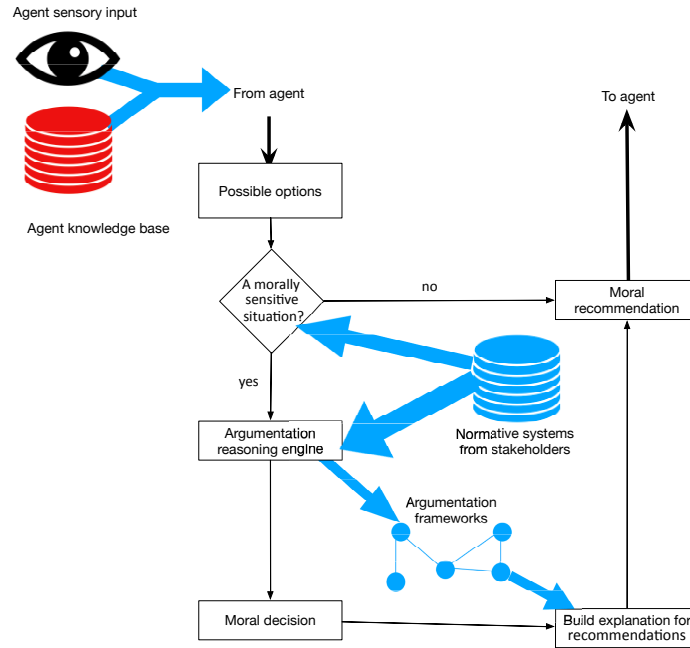 Agent sensory input
From agent
To agent
Agent knowledge base
Possible options
A morally
sensitive
situation?
no
Moral
recommendation
yes
Normative systems
from stakeholders
Argumentation
reasoning engine
Argumentation
frameworks
Moral decision
Build explanation for
recommendations